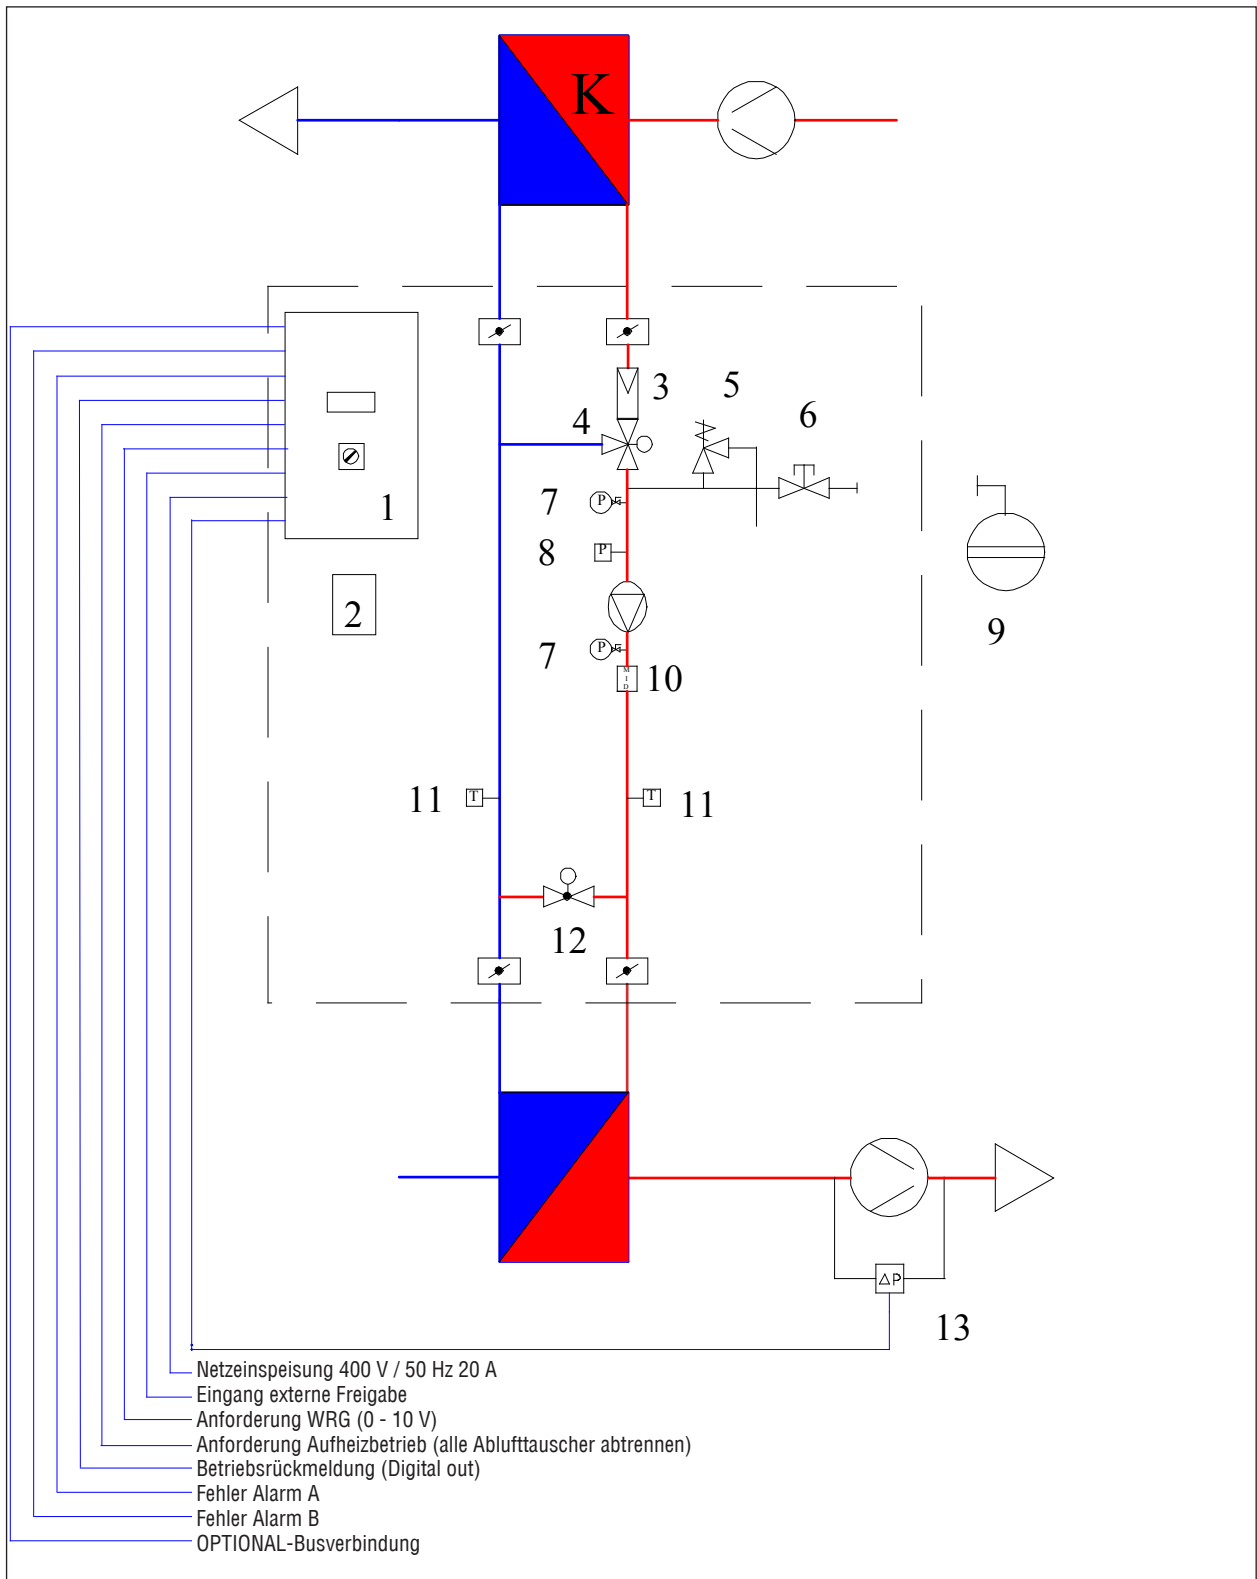 K
3
5
4
6
7
P
1
8
P
2
9
7
P
M
I
D
10
11
T
T
11
12
ΔP
13
Netzeinspeisung 400 V / 50 Hz 20 A
Eingang externe Freigabe
Anforderung WRG (0 - 10 V)
Anforderung Aufheizbetrieb (alle Ablufttauscher abtrennen)
Betriebsrückmeldung (Digital out)
Fehler Alarm A
Fehler Alarm B
OPTIONAL-Busverbindung